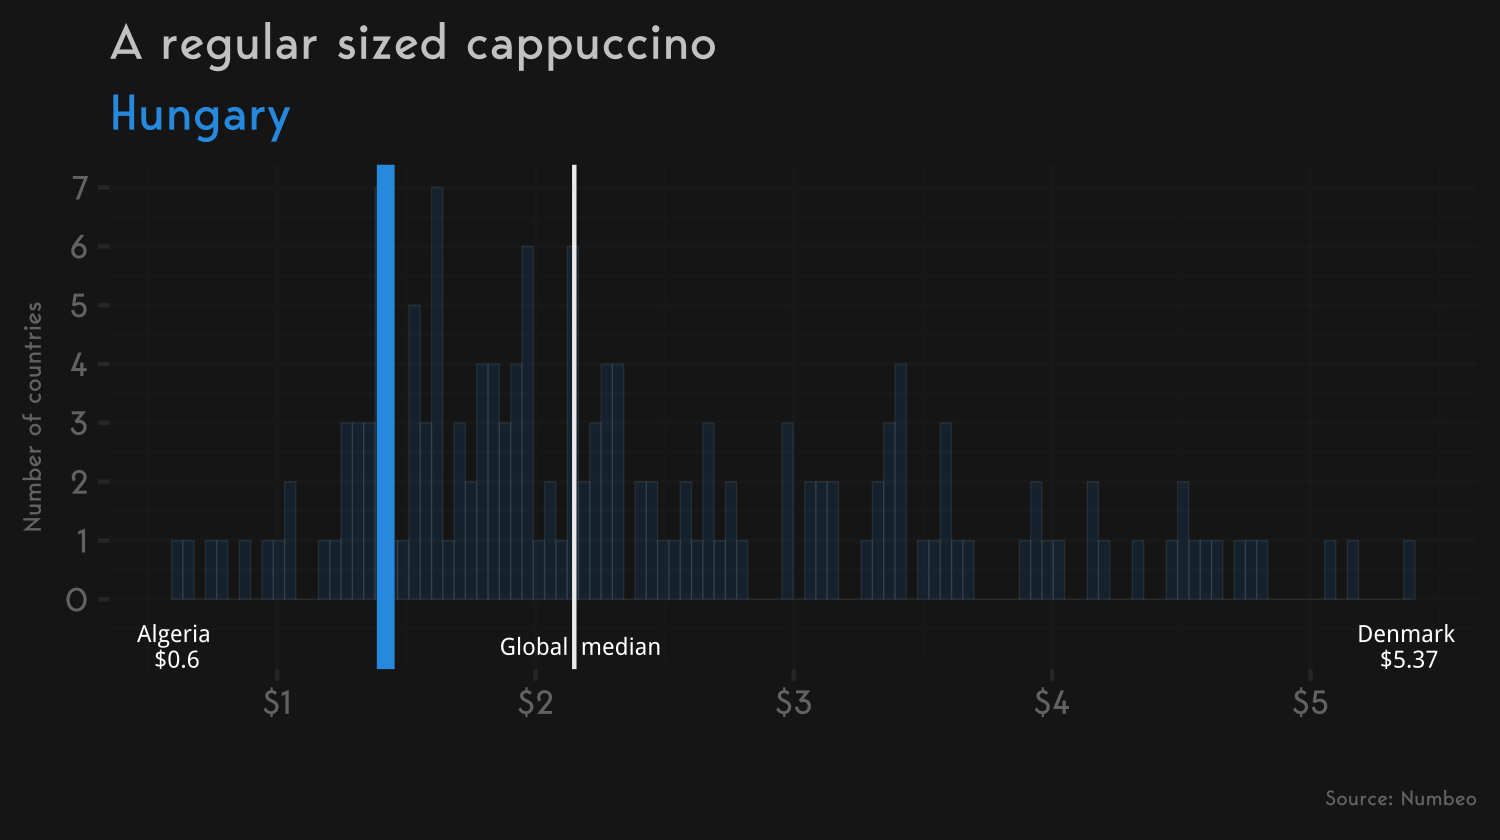 A regular sized cappuccino
Hungary
Number of countries
7
6
5
4
3
2
1
0
Algeria
$0.6
Global median
Denmark
$5.37
$1 $2 $3 $4 $5
Source: Numbeo